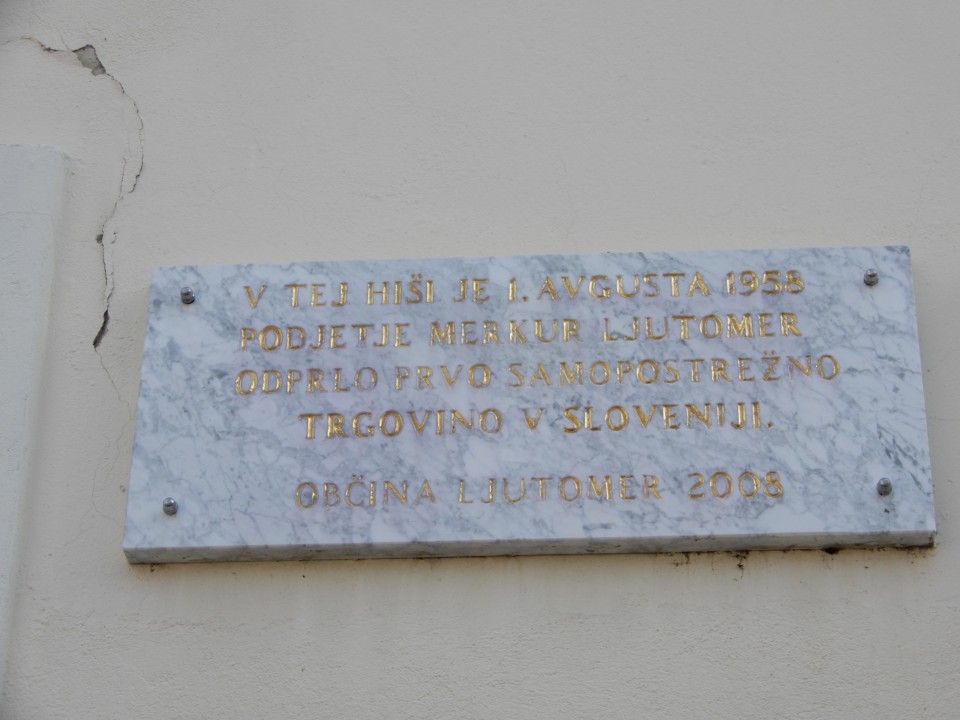 V TEJ HIŠI JE 1. AVGUSTA 1958
PODJETJE MERKUR LJUTOMER
ODPRLO PRVO SAMOPOSTREŽNO
TRGOVINO V SLOVENIJI.
OBČINA LJUTOMER 2008